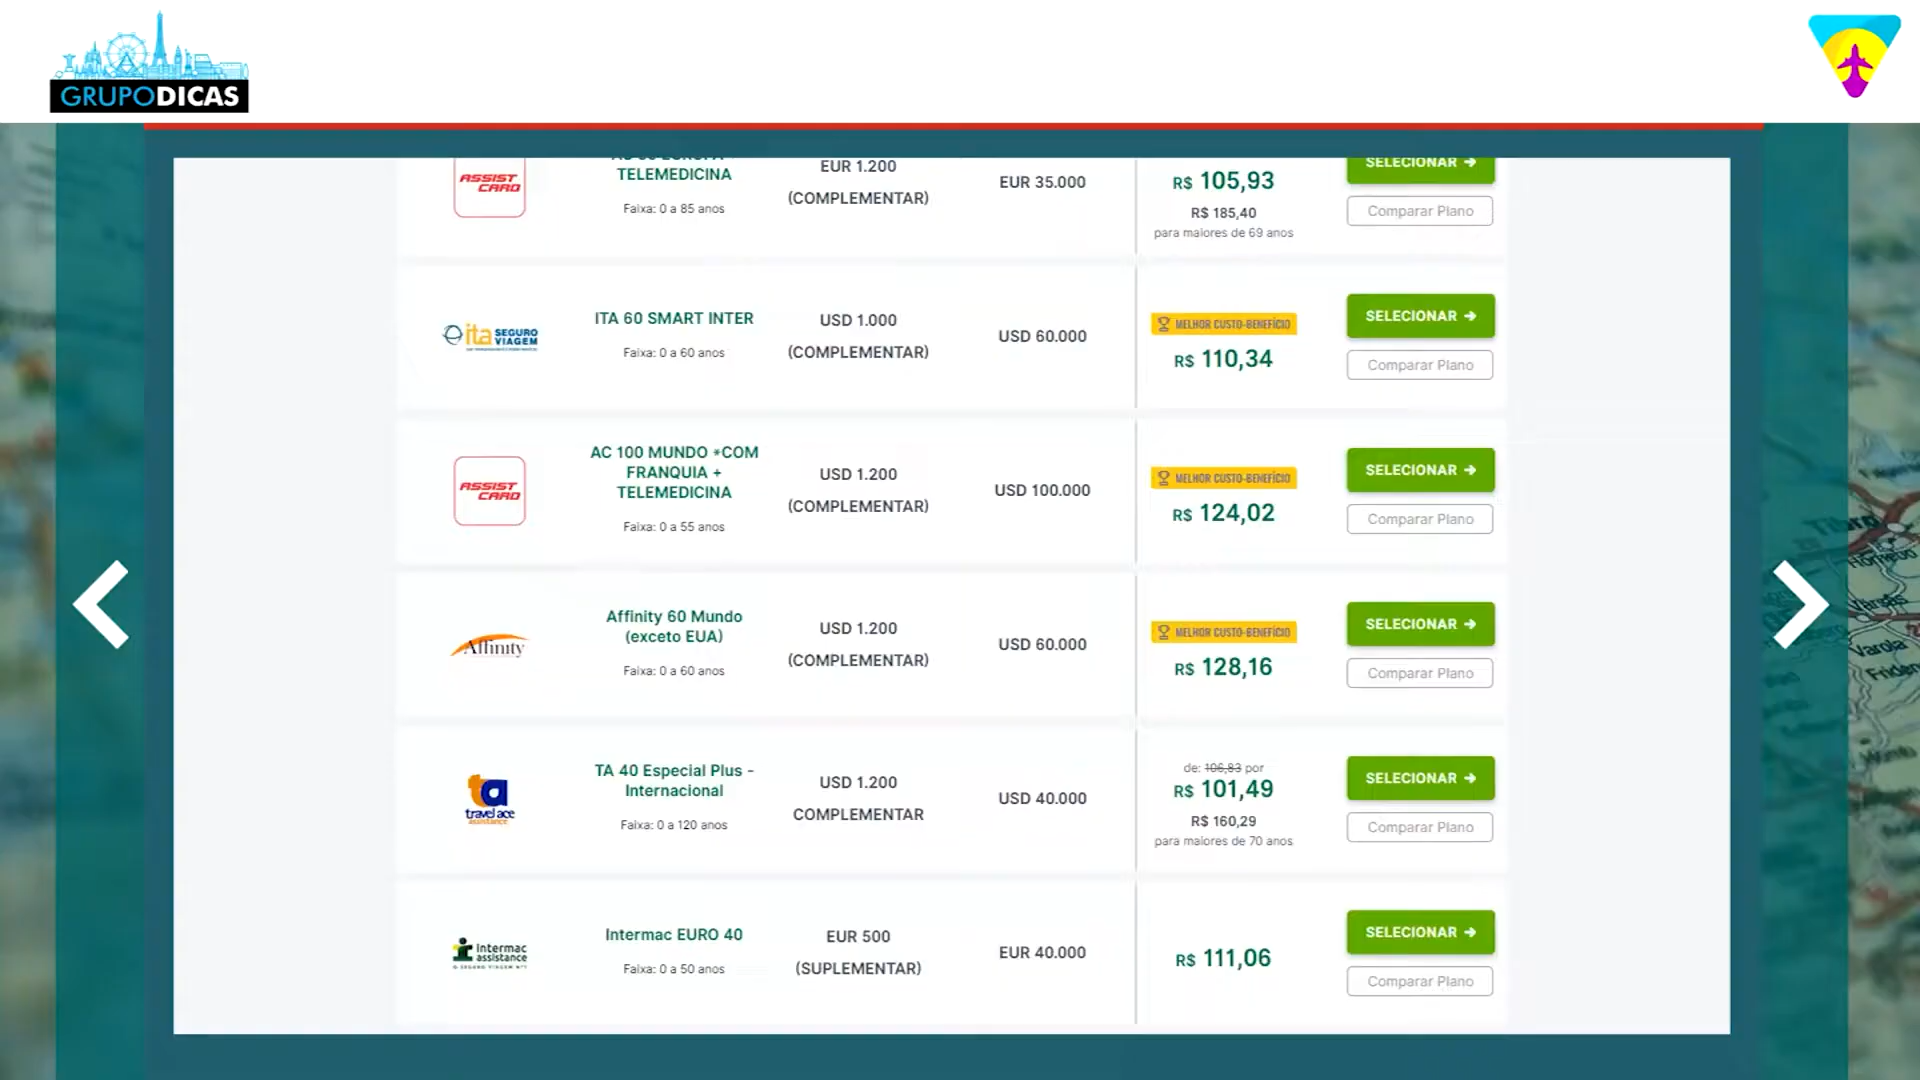 GRUPODICAS
TELEMEDICINA
Faixa: 0 a 85 anos
ASSIST
CARD
EUR 1.200
(COMPLEMENTAR)
EUR 35.000
R$ 105,93
R$ 185,40
para maiores de 69 anos
SELECIONAR →
Comparar Plano
ita SEGURO
VIAGEM
ITA 60 SMART INTER
Faixa: 0 a 60 anos
USD 1.000
(COMPLEMENTAR)
USD 60.000
MELHOR CUSTO-BENEFÍCIO
R$ 110,34
SELECIONAR →
Comparar Plano
ASSIST
CARD
AC 100 MUNDO *COM
FRANQUIA +
TELEMEDICINA
Faixa: 0 a 55 anos
USD 1.200
(COMPLEMENTAR)
USD 100.000
MELHOR CUSTO-BENEFÍCIO
R$ 124,02
SELECIONAR →
Comparar Plano
Affinity
Affinity 60 Mundo
(exceto EUA)
Faixa: 0 a 60 anos
USD 1.200
(COMPLEMENTAR)
USD 60.000
MELHOR CUSTO-BENEFÍCIO
R$ 128,16
SELECIONAR →
Comparar Plano
ta
travel ace
assistance
TA 40 Especial Plus -
Internacional
Faixa: 0 a 120 anos
USD 1.200
COMPLEMENTAR
USD 40.000
de: 106,83 por
R$ 101,49
R$ 160,29
para maiores de 70 anos
SELECIONAR →
Comparar Plano
Intermac
assistance
O SEGURO VIAGEM Nº1
Intermac EURO 40
Faixa: 0 a 50 anos
EUR 500
(SUPLEMENTAR)
EUR 40.000
R$ 111,06
SELECIONAR →
Comparar Plano
Varola